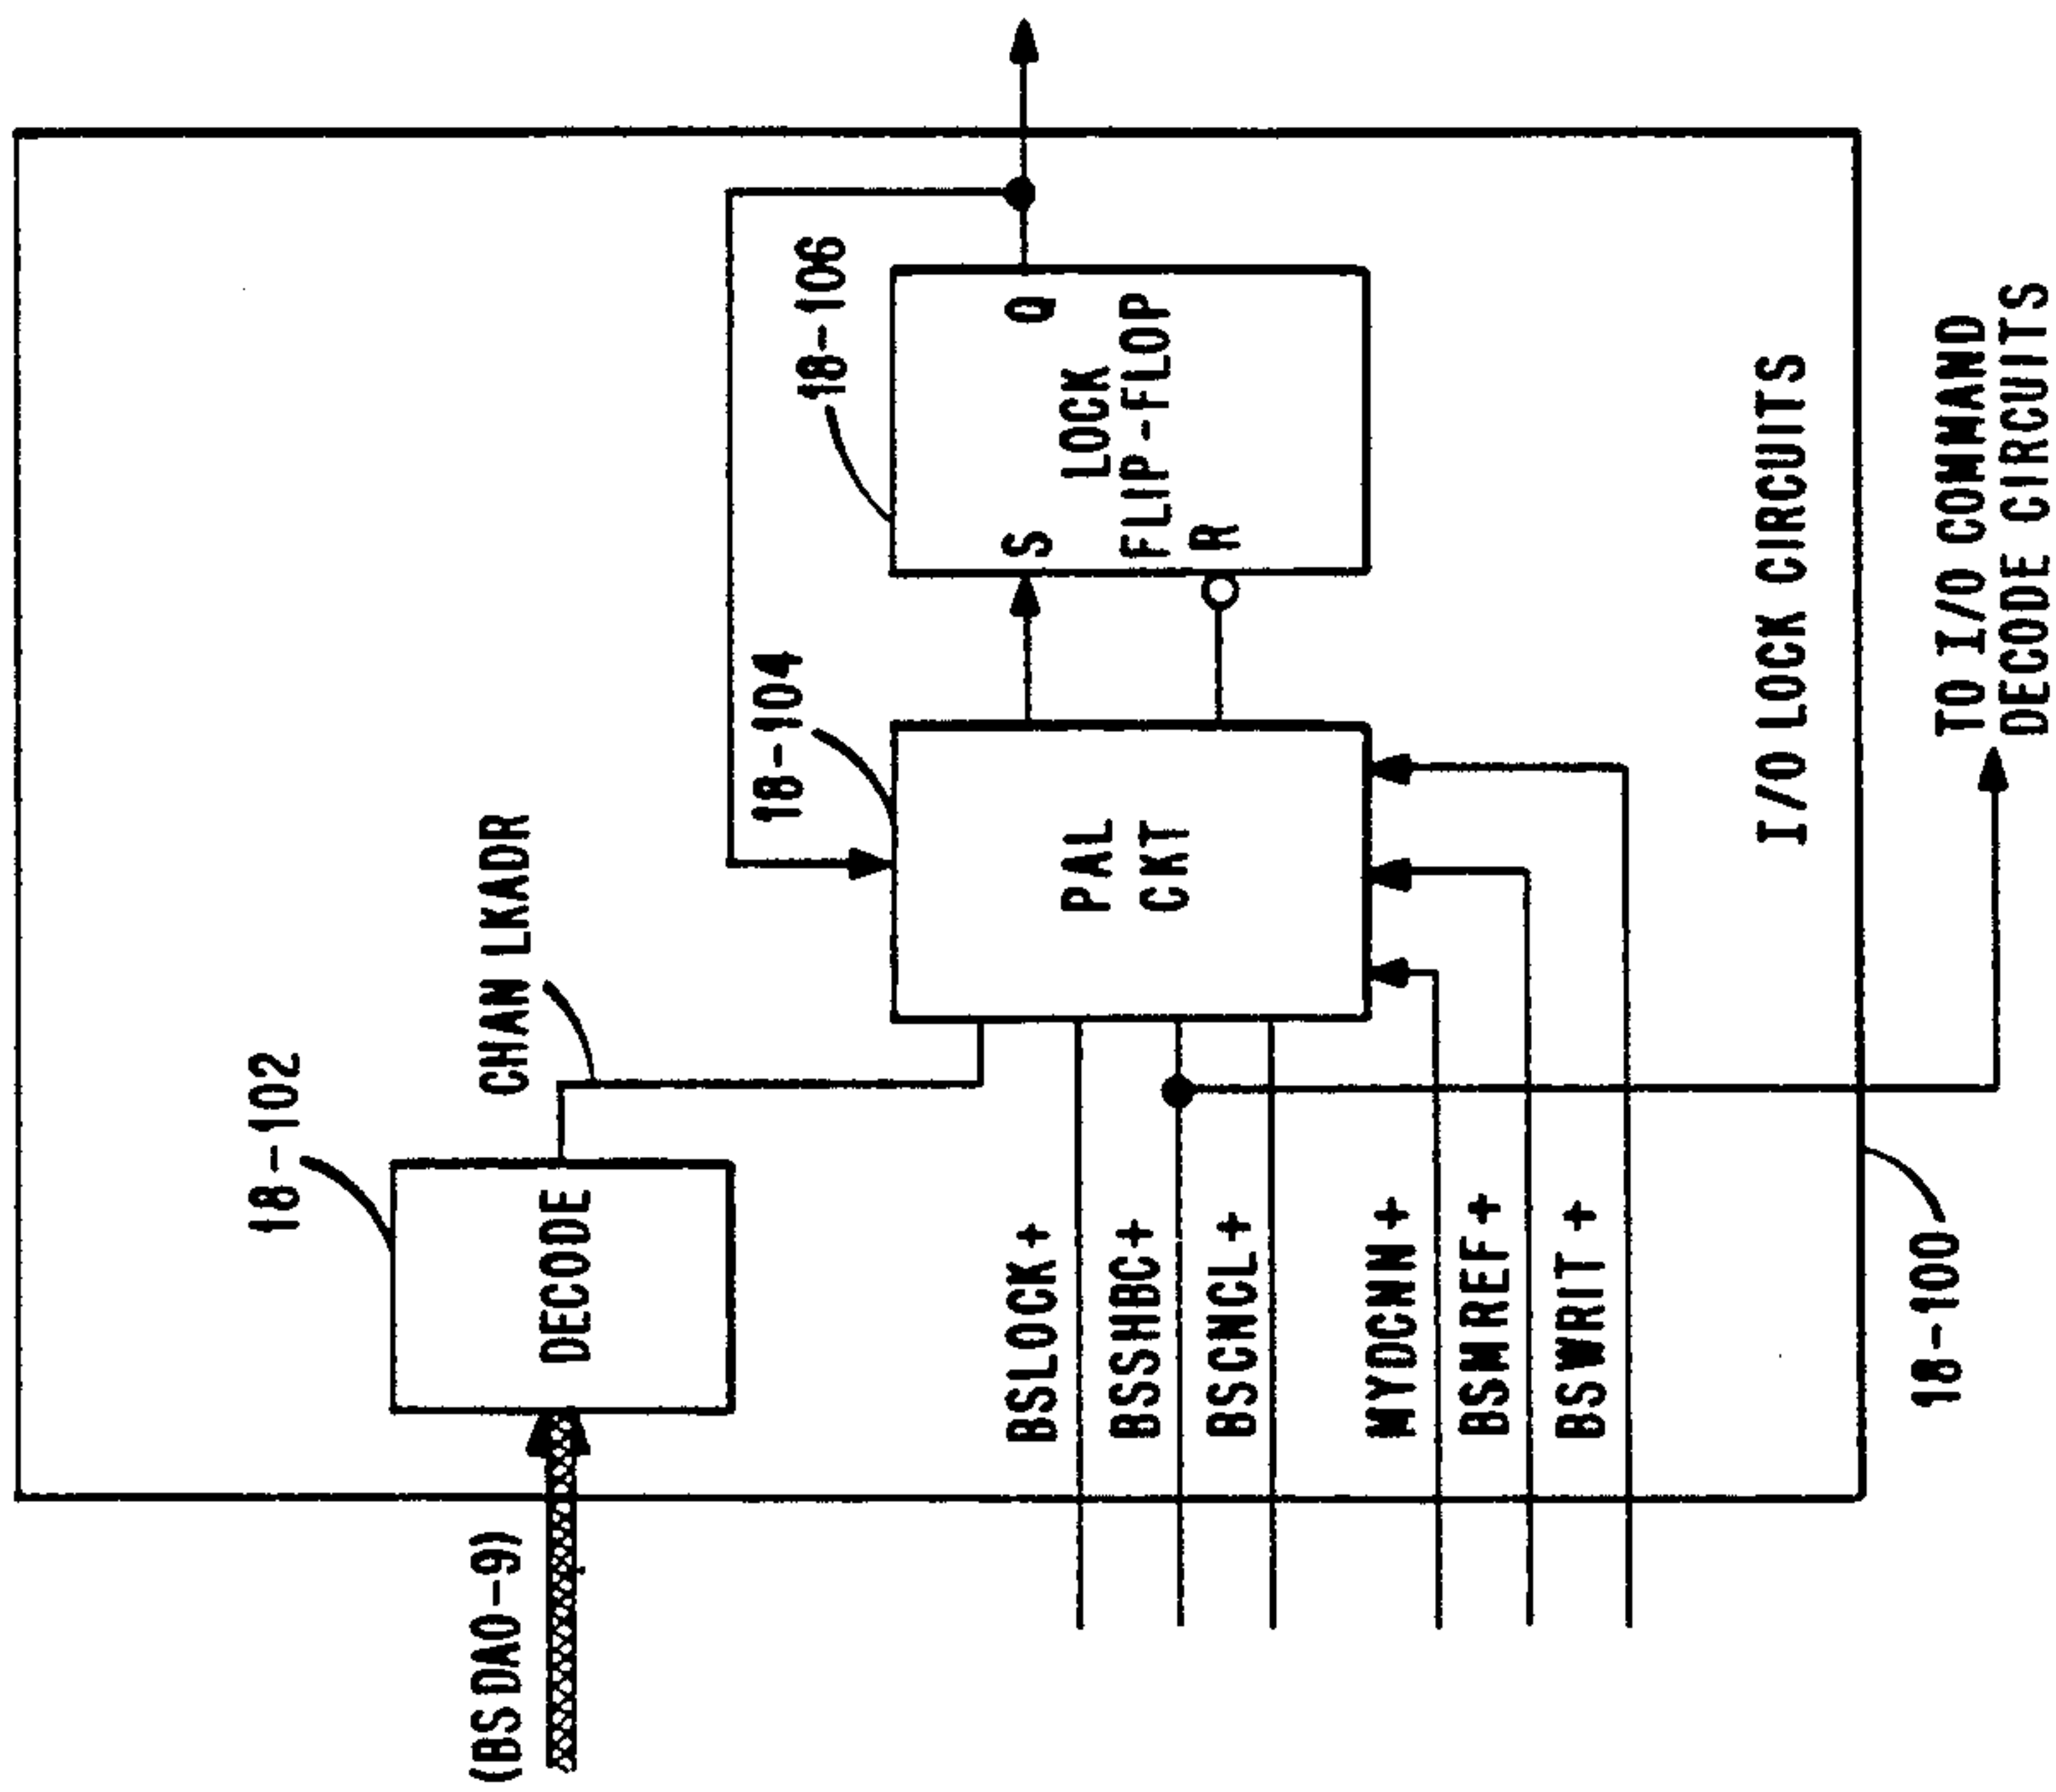 (BSDA0-9)
18-102
DECODE
CHAN LKADR
18-104
18-106
BSLOCK+
BSSHBC+
BSCNCL+
MYDCNN+
BSMREF+
BSWRIT+
PAL
CKT
S
Q
LOCK
FLIP-FLOP
R
I/O LOCK CIRCUITS
18-100
TO I/O COMMAND
DECODE CIRCUITS